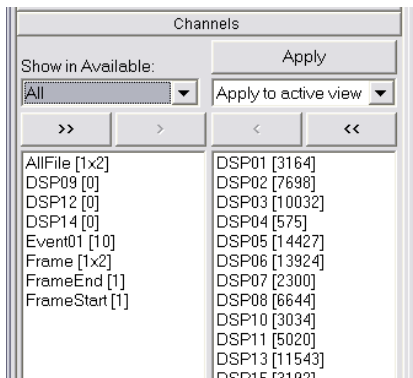 Channels
Show in Available:
Apply
All
Apply to active view
>>
>
<
<<
AllFile [1x2]
DSP09 [0]
DSP12 [0]
DSP14 [0]
Event01 [10]
Frame [1x2]
FrameEnd [1]
FrameStart [1]
DSP01 [3164]
DSP02 [7698]
DSP03 [10032]
DSP04 [575]
DSP05 [14427]
DSP06 [13924]
DSP07 [2300]
DSP08 [6644]
DSP10 [3034]
DSP11 [5020]
DSP13 [11543]